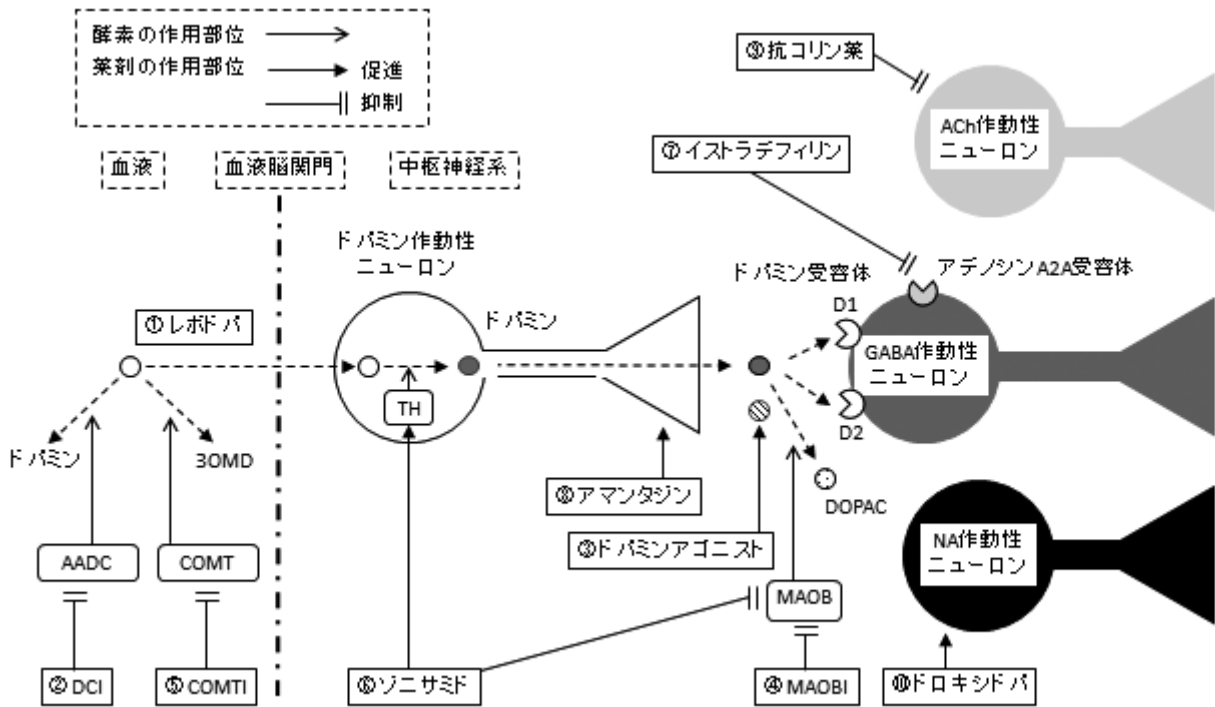 酵素の作用部位
薬剤の作用部位
促進
抑制
血液
血液脳関門
中枢神経系
⑨抗コリン薬
ACh作動性
ニューロン
⑦イストラデフィリン
ドパミン作動性
ニューロン
ドパミン受容体
アデノシンA2A受容体
①レボドパ
ドパミン
D1
GABA作動性
ニューロン
TH
D2
ドパミン
3OMD
⑧アマンタジン
DOPAC
③ドパミンアゴニスト
NA作動性
ニューロン
AADC
COMT
MAOB
②DCI
⑤COMTI
⑥ゾニサミド
④MAOBI
⑩ドロキシドパ